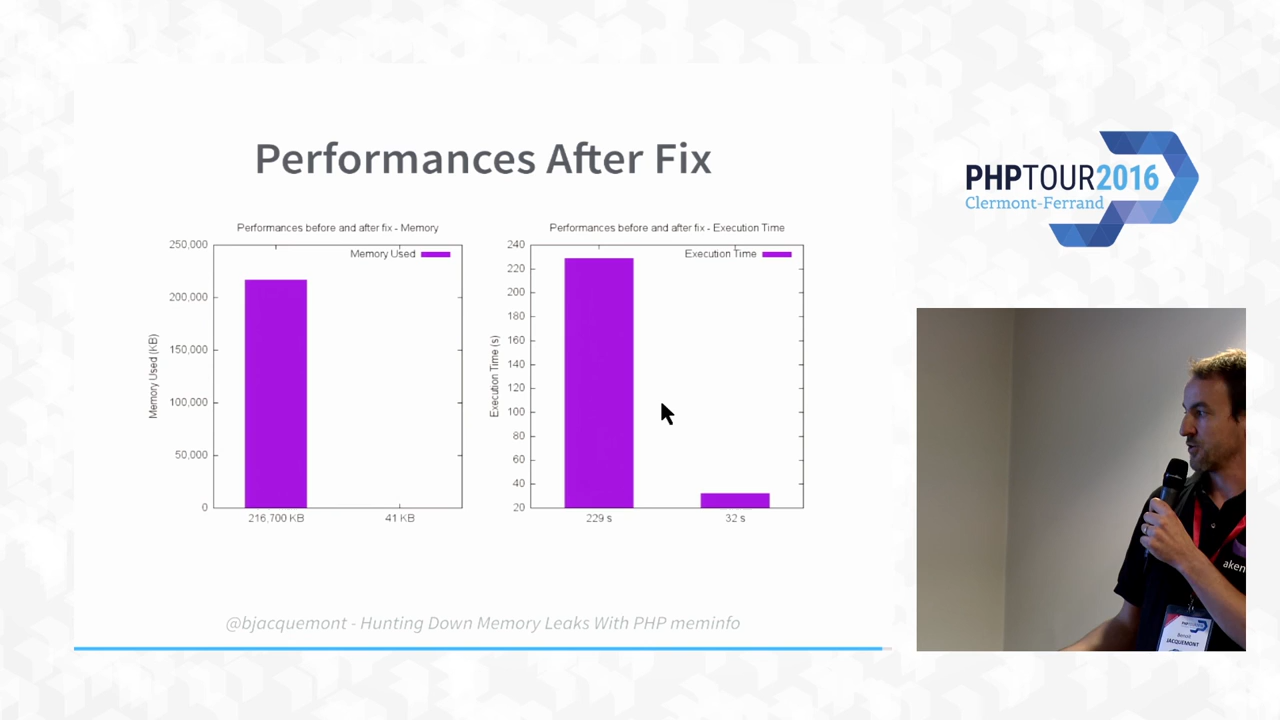 Performances After Fix
Performances before and after fix - Memory
Memory Used
Memory Used (KB)
250,000
200,000
150,000
100,000
50,000
0
216,700 KB
41 KB
Performances before and after fix - Execution Time
Execution Time
Execution Time (s)
240
220
200
180
160
140
120
100
80
60
40
20
229 s
32 s
@bjacquemont - Hunting Down Memory Leaks With PHP meminfo
PHPTOUR2016
Clermont-Ferrand
aken
Benoit
JACQUEMONT